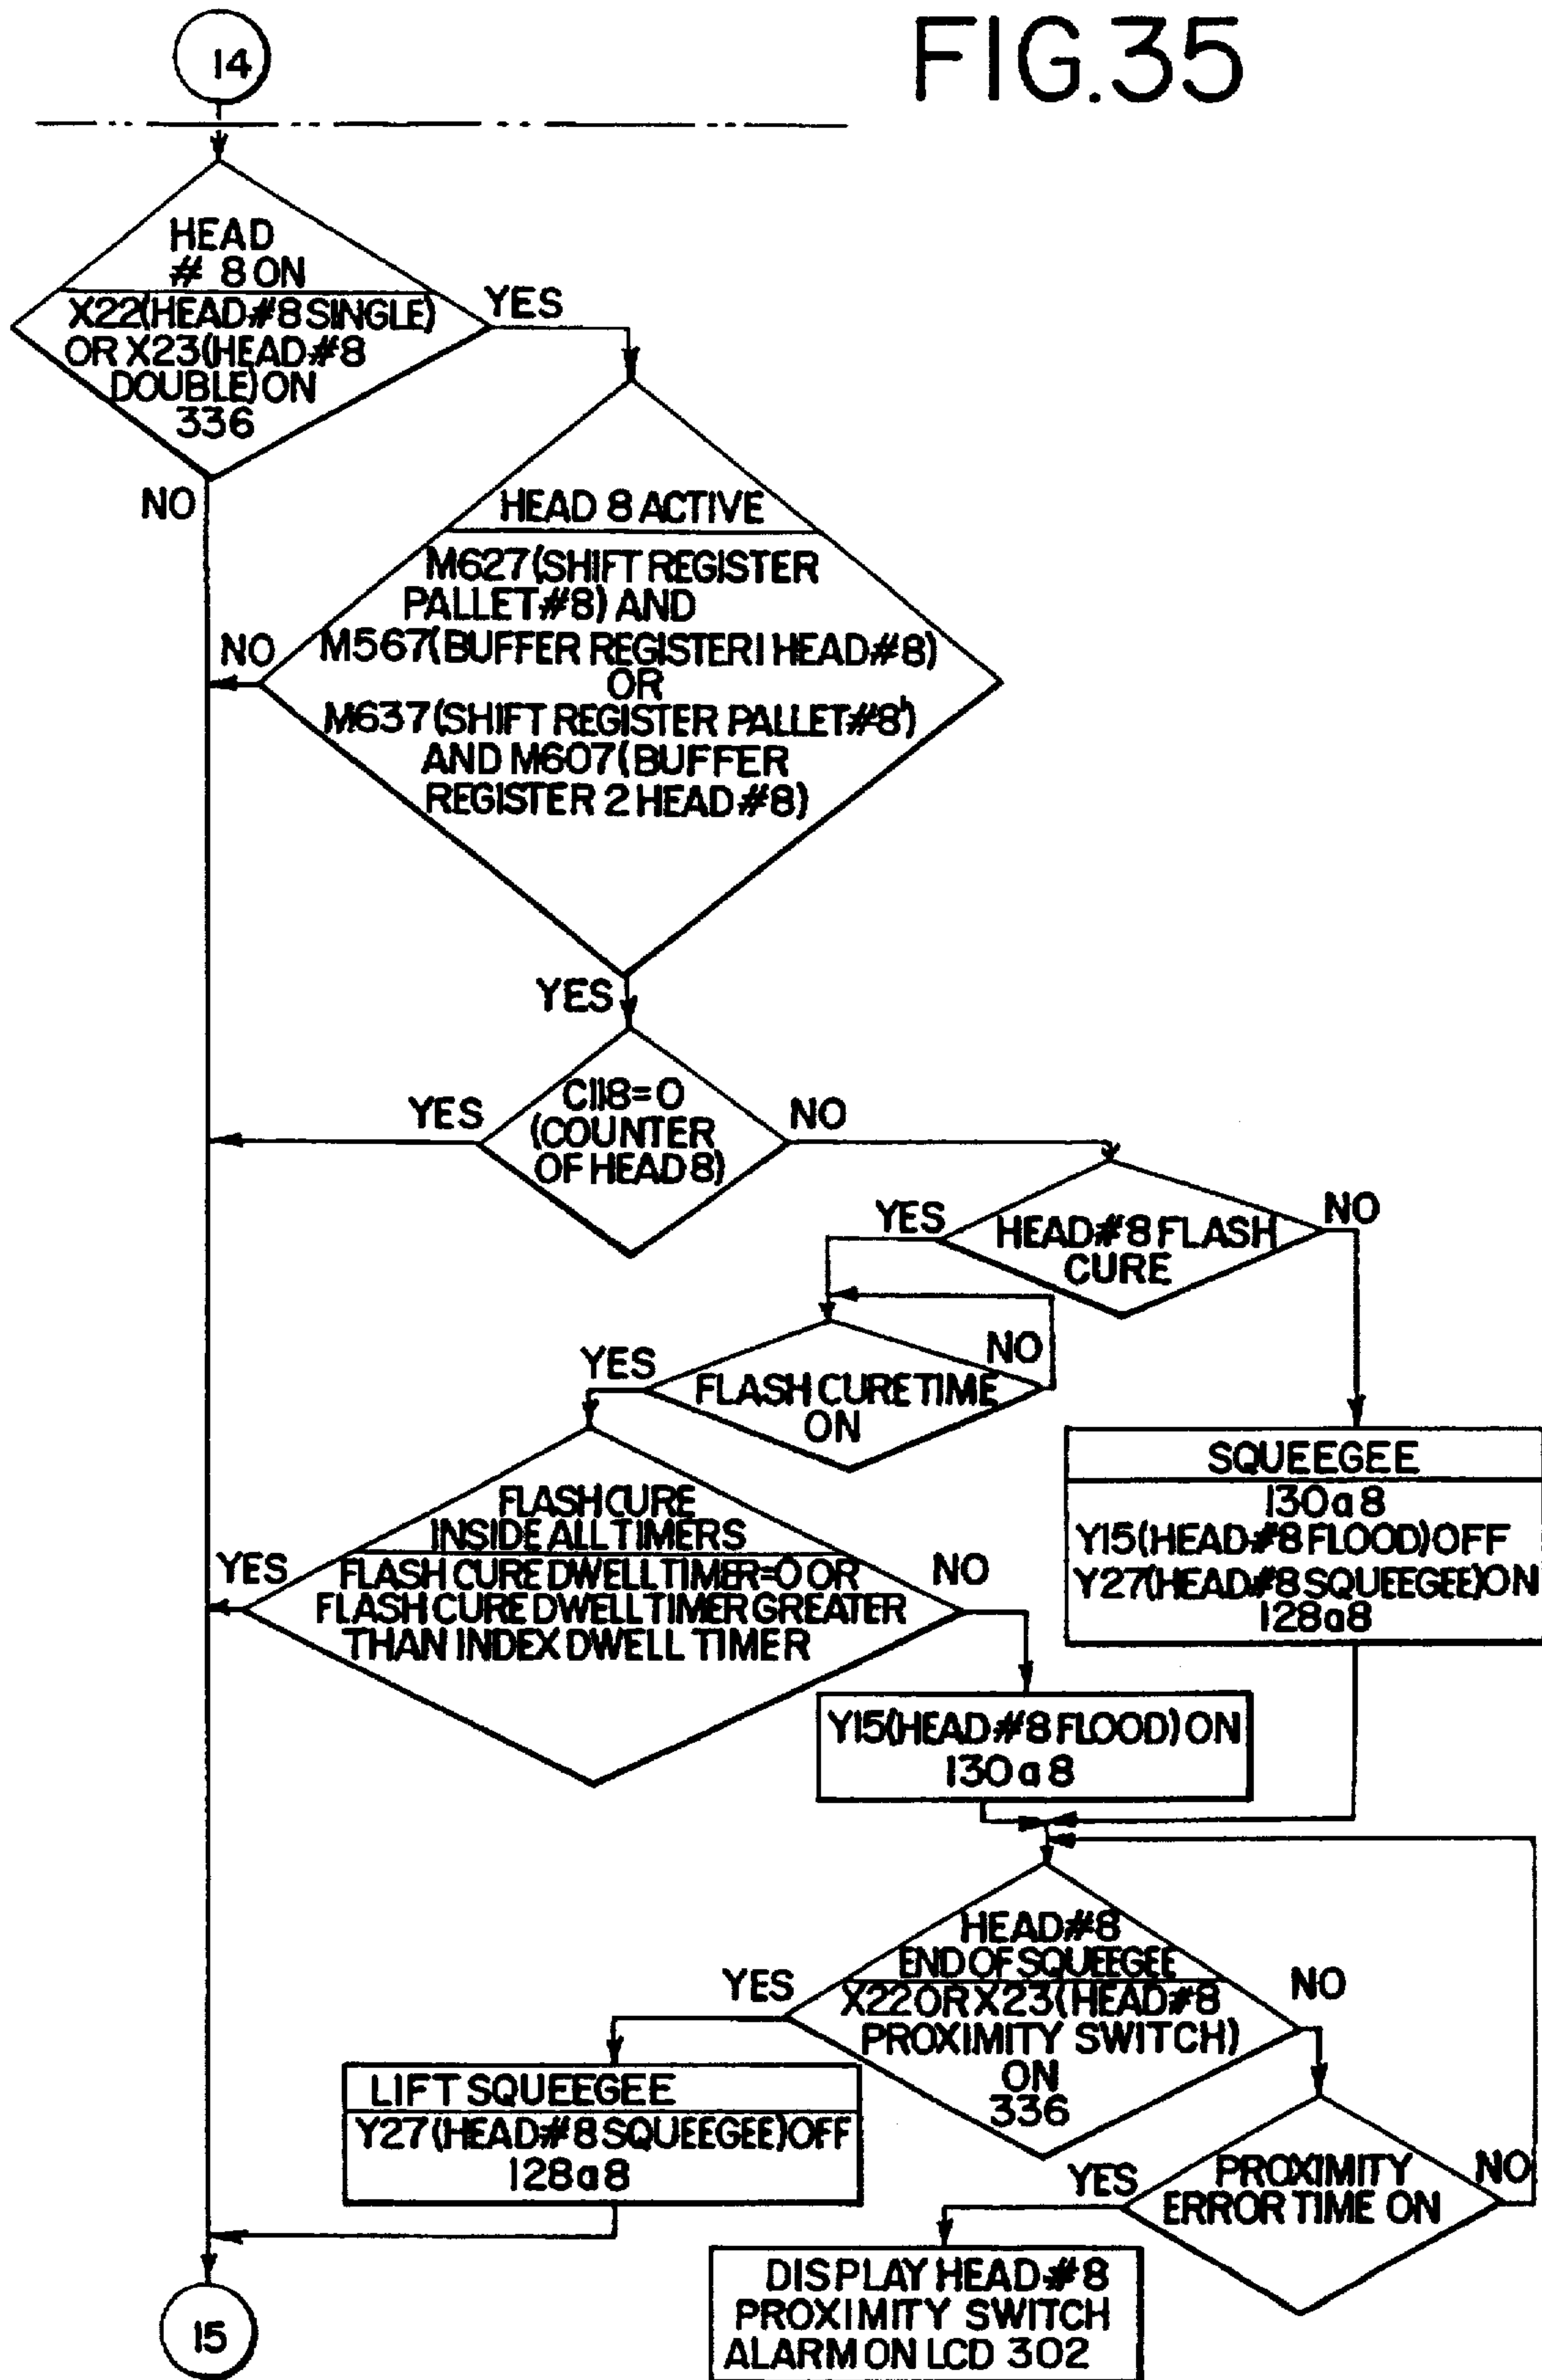 FIG.35
14
HEAD
# 8 ON
X22(HEAD#8 SINGLE)
OR X23(HEAD#8
DOUBLE)ON
336
YES
NO
HEAD 8 ACTIVE
M627(SHIFT REGISTER
PALLET#8) AND
M567(BUFFER REGISTER1 HEAD#8)
OR
M637(SHIFT REGISTER PALLET#8')
AND M607(BUFFER
REGISTER 2 HEAD#8)
NO
YES
C118=0
(COUNTER
OF HEAD 8)
YES
NO
HEAD#8 FLASH
CURE
YES
NO
FLASH CURE TIME
ON
YES
NO
SQUEEGEE
130a8
Y15(HEAD#8 FLOOD)OFF
Y27(HEAD#8 SQUEEGEE)ON
128a8
FLASH CURE
INSIDE ALL TIMERS
FLASH CURE DWELL TIMER=0 OR
FLASH CURE DWELL TIMER GREATER
THAN INDEX DWELL TIMER
YES
NO
Y15(HEAD#8 FLOOD) ON
130a8
HEAD#8
END OF SQUEEGEE
X22 OR X23(HEAD#8
PROXIMITY SWITCH)
ON
336
YES
NO
LIFT SQUEEGEE
Y27(HEAD#8 SQUEEGEE)OFF
128a8
PROXIMITY
ERROR TIME ON
YES
NO
DISPLAY HEAD#8
PROXIMITY SWITCH
ALARM ON LCD 302
15